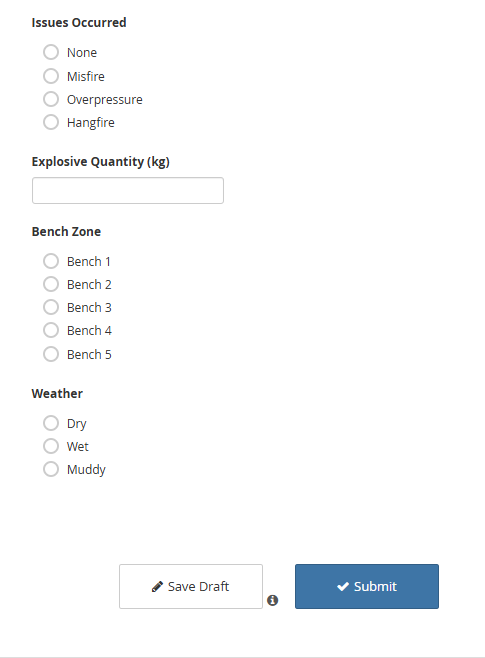 Issues Occurred
None
Misfire
Overpressure
Hangfire
Explosive Quantity (kg)
Bench Zone
Bench 1
Bench 2
Bench 3
Bench 4
Bench 5
Weather
Dry
Wet
Muddy
Save Draft
Submit